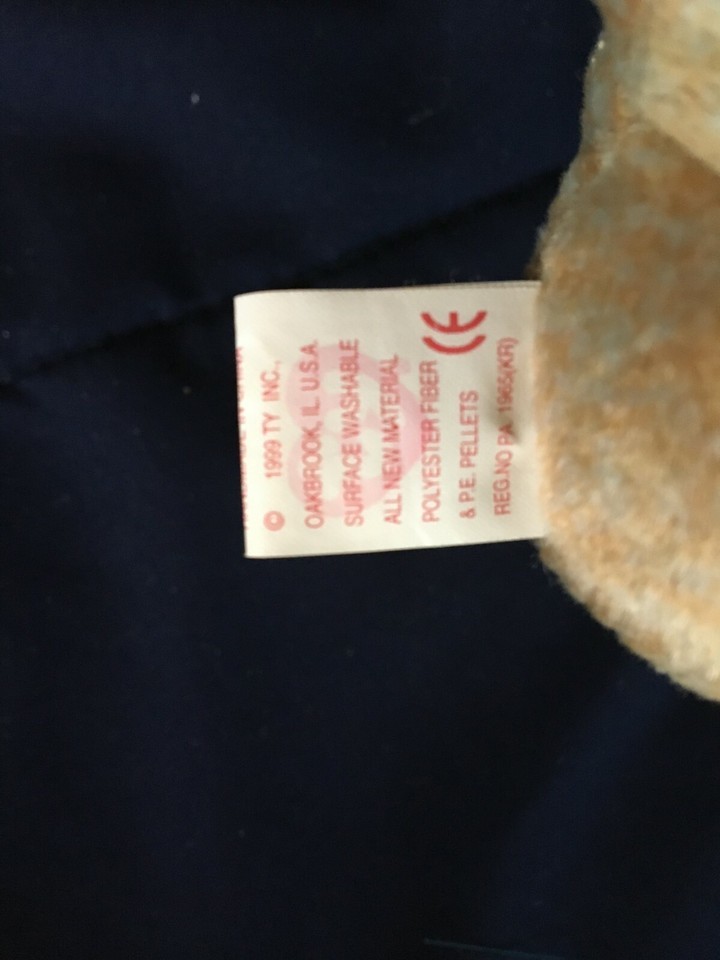 © 1999 TY INC.,
OAKBROOK, IL U.S.A.
SURFACE WASHABLE
ALL NEW MATERIAL
POLYESTER FIBER
& P.E. PELLETS CE
REG.NO PA 1965(KR)